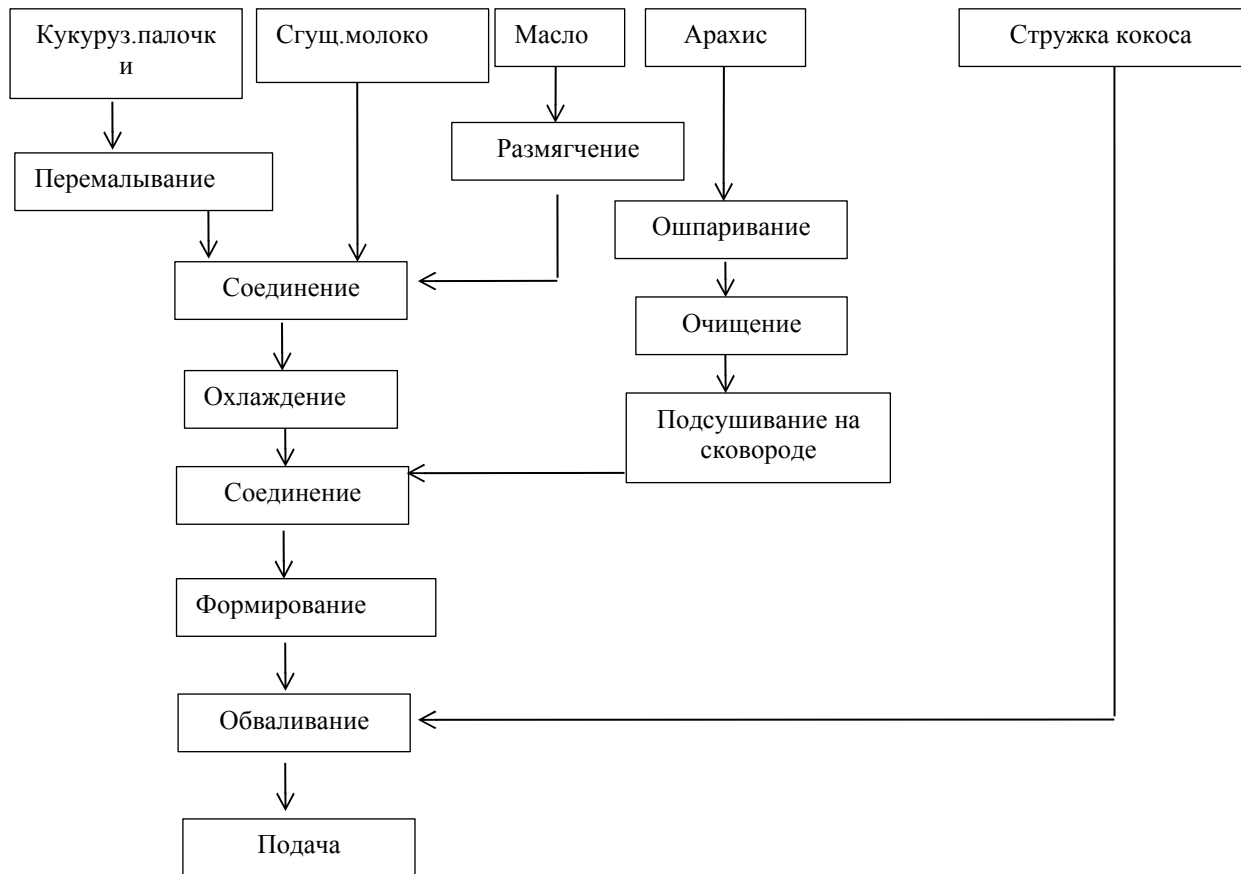 Кукуруз.палочк
и
Сгущ.молоко
Масло
Арахис
Стружка кокоса
Размягчение
Перемалывание
Ошпаривание
Соединение
Очищение
Охлаждение
Подсушивание на
сковороде
Соединение
Формирование
Обваливание
Подача